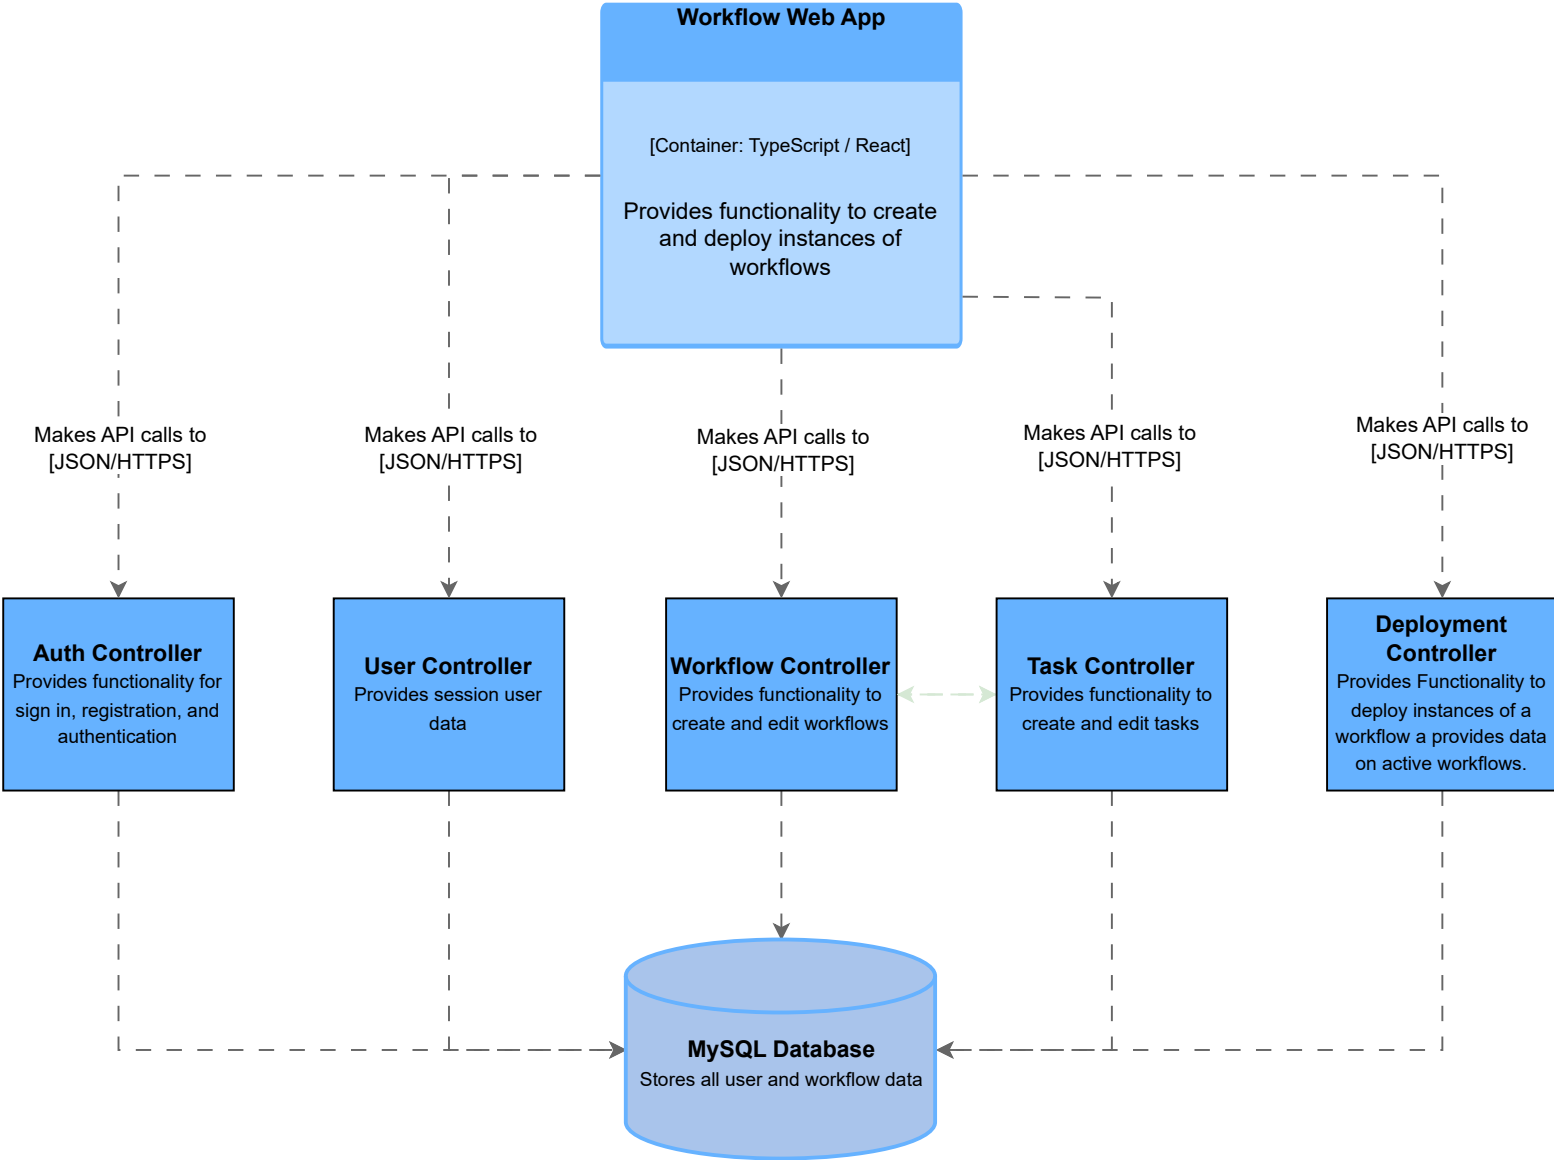 Workflow Web App
[Container: TypeScript / React]
Provides functionality to create
and deploy instances of
workflows
Makes API calls to
[JSON/HTTPS]
Makes API calls to
[JSON/HTTPS]
Makes API calls to
[JSON/HTTPS]
Makes API calls to
[JSON/HTTPS]
Makes API calls to
[JSON/HTTPS]
Auth Controller
Provides functionality for
sign in, registration, and
authentication
User Controller
Provides session user
data
Workflow Controller
Provides functionality to
create and edit workflows
Task Controller
Provides functionality to
create and edit tasks
Deployment
Controller
Provides Functionality to
deploy instances of a
workflow a provides data
on active workflows.
MySQL Database
Stores all user and workflow data